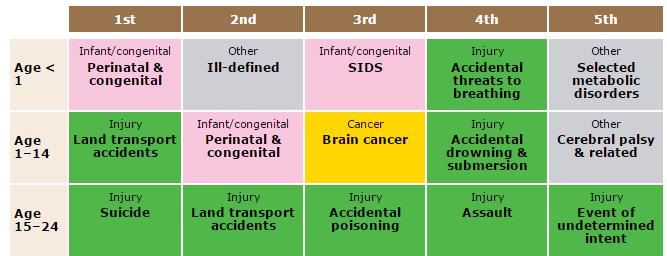 1st 2nd 3rd 4th 5th
Age <
1
Infant/congenital
Perinatal &
congenital
Other
Ill-defined
Infant/congenital
SIDS
Injury
Accidental
threats to
breathing
Other
Selected
metabolic
disorders
Age
1–14
Injury
Land transport
accidents
Infant/congenital
Perinatal &
congenital
Cancer
Brain cancer
Injury
Accidental
drowning &
submersion
Other
Cerebral palsy
& related
Age
15–24
Injury
Suicide
Injury
Land transport
accidents
Injury
Accidental
poisoning
Injury
Assault
Injury
Event of
undetermined
intent